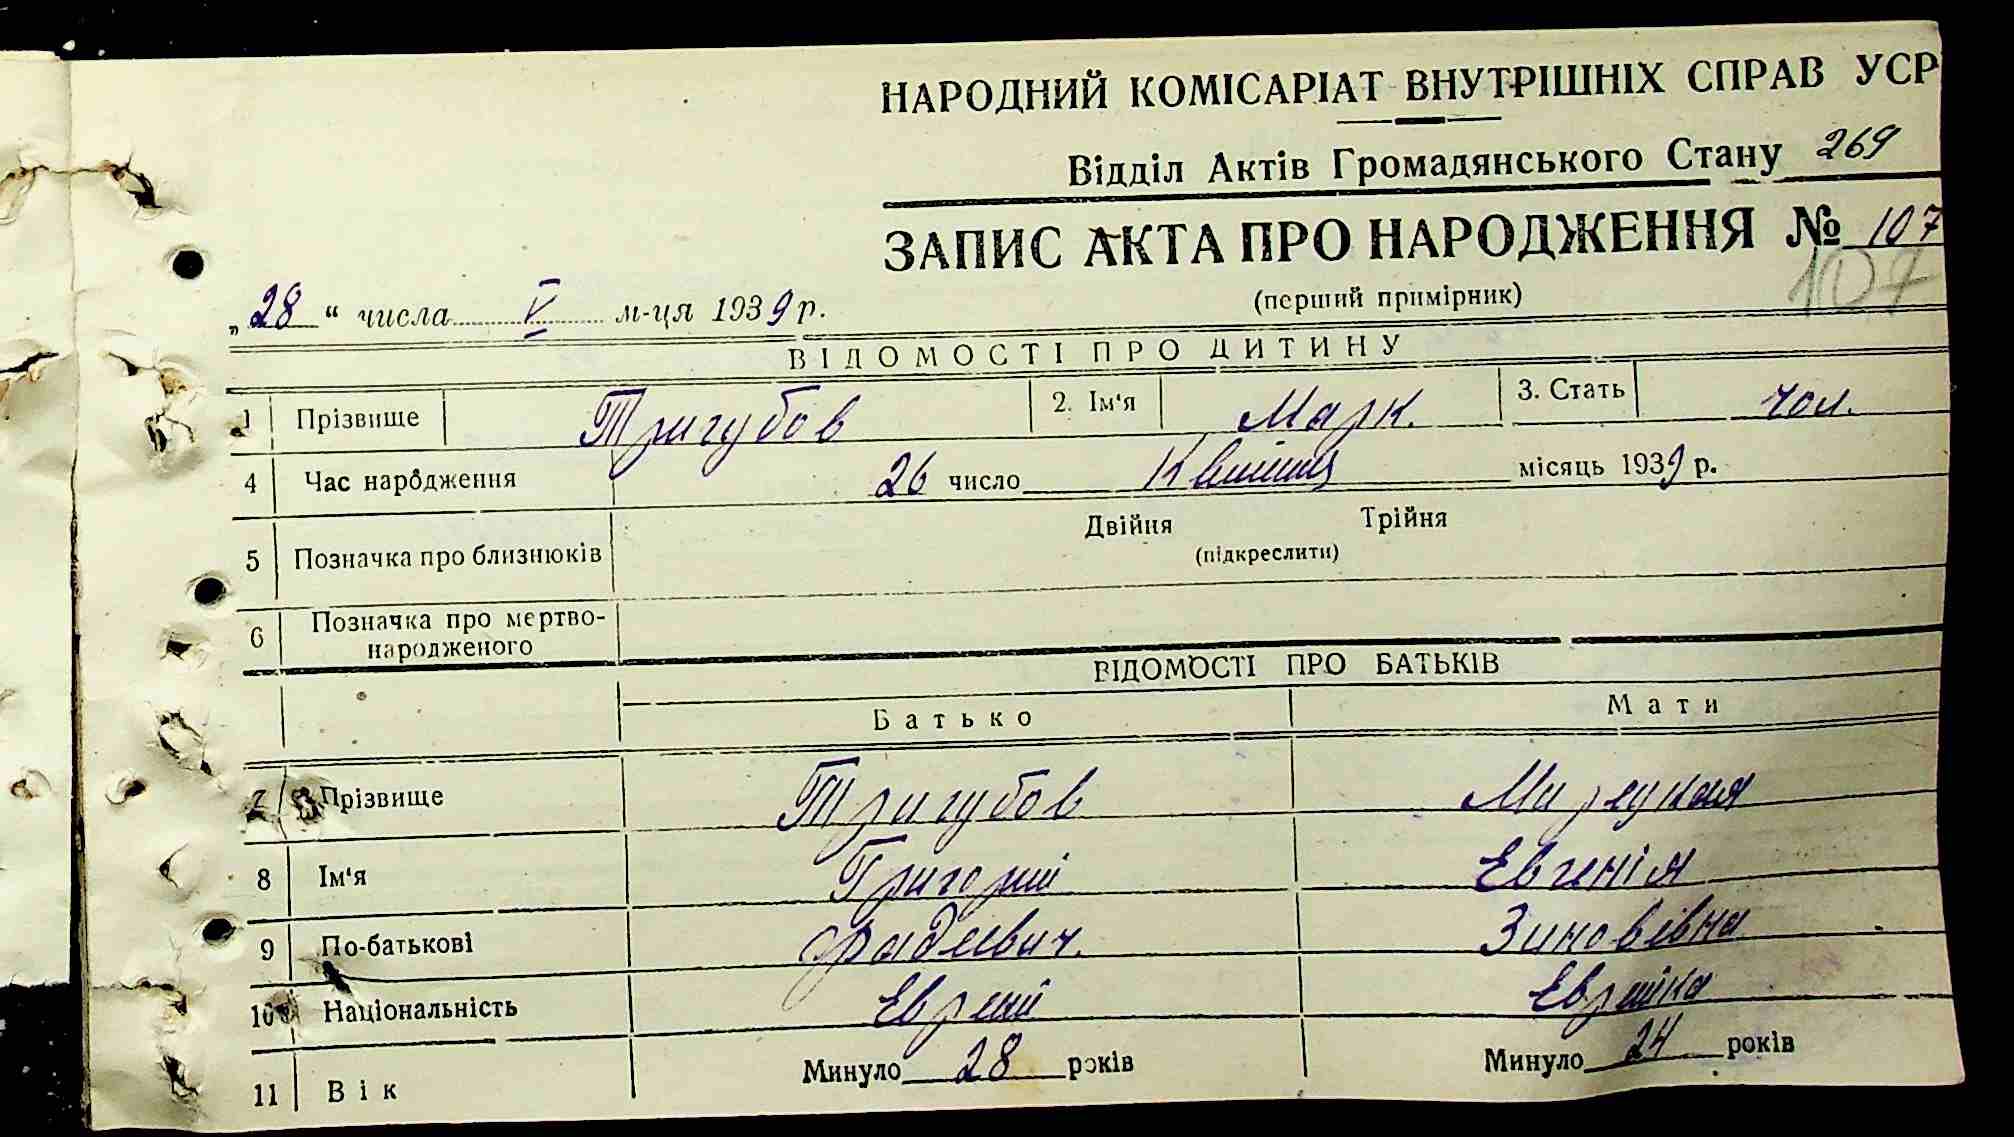 НАРОДНИЙ КОМІСАРІАТ ВНУТРІШНІХ СПРАВ УСР
Відділ Актів Громадянського Стану 269
ЗАПИС АКТА ПРО НАРОДЖЕННЯ № 107
107
(перший примірник)
„28“ числа V м-ця 1939 р.
ВІДОМОСТІ ПРО ДИТИНУ
1 Прізвище Тригубов 2. Ім'я Марк. 3. Стать чол.
4 Час народження 26 число Квітня місяць 1939 р.
5 Позначка про близнюків Двійня Трійня
(підкреслити)
6 Позначка про мертво-
народженого
ВІДОМОСТІ ПРО БАТЬКІВ
Батько Мати
7 Прізвище Тригубов
8 Ім'я Григорий Евгенія
9 По-батькові Фадеевич. Зиновівна
10 Національність Еврей Еврейка
11 Вік Минуло 28 років Минуло 24 років